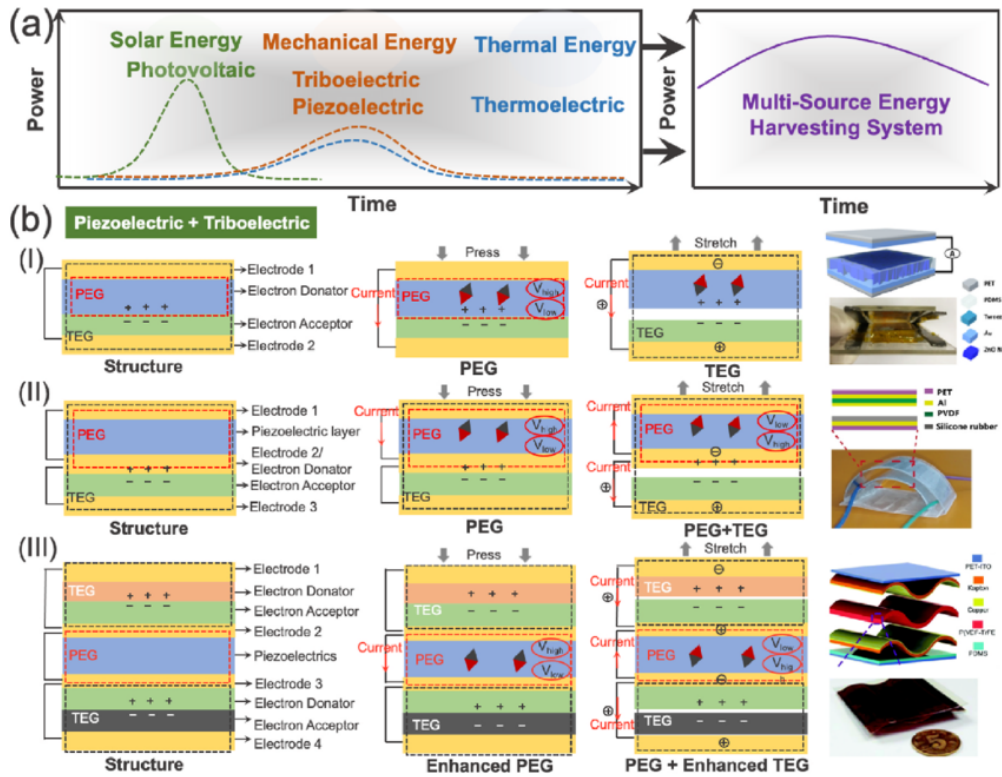 (a)
Solar Energy
Photovoltaic
Mechanical Energy
Triboelectric
Piezoelectric
Thermal Energy
Thermoelectric
Power
Time
Power
Multi-Source Energy
Harvesting System
Time
(b)
Piezoelectric + Triboelectric
(I)
PEG
+ + +
− − −
TEG
Electrode 1
Electron Donator
Electron Acceptor
Electrode 2
Structure
Press
Current
PEG
Vhigh
Vlow
+ + +
− − −
PEG
Stretch
Current
⊕
⊖
+ + +
− − −
TEG
⊕
TEG
A
PET
PDMS
Au
(II)
PEG
+ + +
− − −
TEG
Electrode 1
Piezoelectric layer
Electrode 2/
Electron Donator
Electron Acceptor
Electrode 3
Structure
Press
Current
PEG
Vhigh
Vlow
+ + +
− − −
TEG
PEG
Stretch
Current
PEG
Vlow
Vhigh
⊖
+ + +
− − −
Current
⊕
TEG
⊕
PEG+TEG
PET
Al
PVDF
Silicone rubber
(III)
TEG
+ + +
− − −
PEG
+ + +
TEG
− − −
Electrode 1
Electron Donator
Electron Acceptor
Electrode 2
Piezoelectrics
Electrode 3
Electron Donator
Electron Acceptor
Electrode 4
Structure
Press
TEG
+ + +
− − −
Current
PEG
Vhigh
Vlow
+ + +
TEG
− − −
Enhanced PEG
Stretch
Current
⊕
⊖
TEG
+ + +
− − −
⊕
Current
PEG
Vlow
Vhig
h
⊖
+ + +
⊕
Current
TEG
− − −
⊕
PEG + Enhanced TEG
PET-ITO
Kapton
Copper
P(VDF-TrFE)
PDMS
5